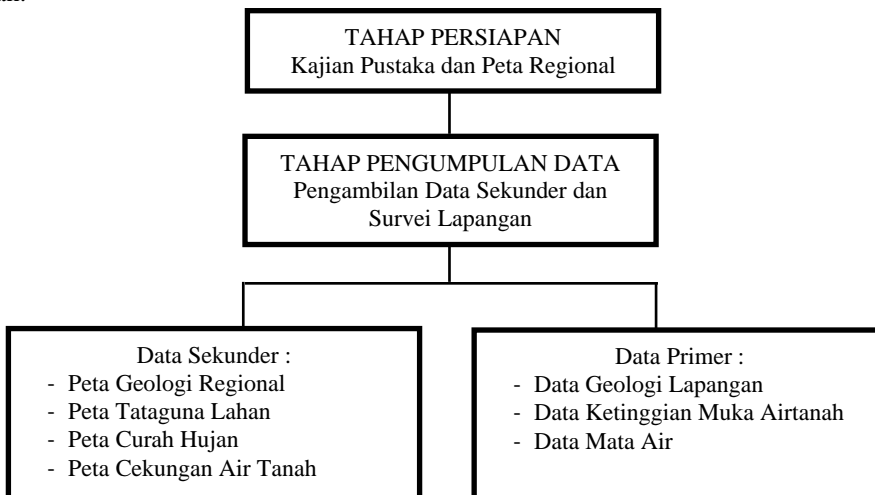 TAHAP PERSIAPAN
Kajian Pustaka dan Peta Regional
TAHAP PENGUMPULAN DATA
Pengambilan Data Sekunder dan
Survei Lapangan
Data Sekunder :
- Peta Geologi Regional
- Peta Tataguna Lahan
- Peta Curah Hujan
- Peta Cekungan Air Tanah
Data Primer :
- Data Geologi Lapangan
- Data Ketinggian Muka Airtanah
- Data Mata Air